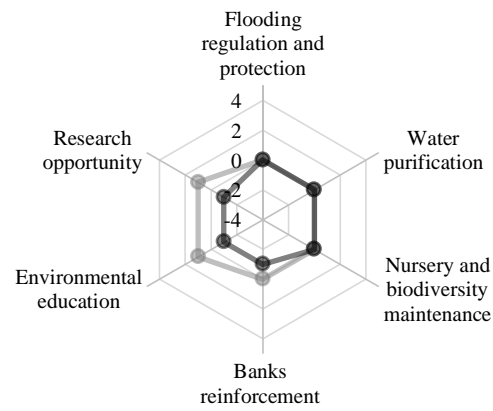 Flooding
regulation and
protection
4
2
0
-2
-4
Research
opportunity
Water
purification
Environmental
education
Nursery and
biodiversity
maintenance
Banks
reinforcement